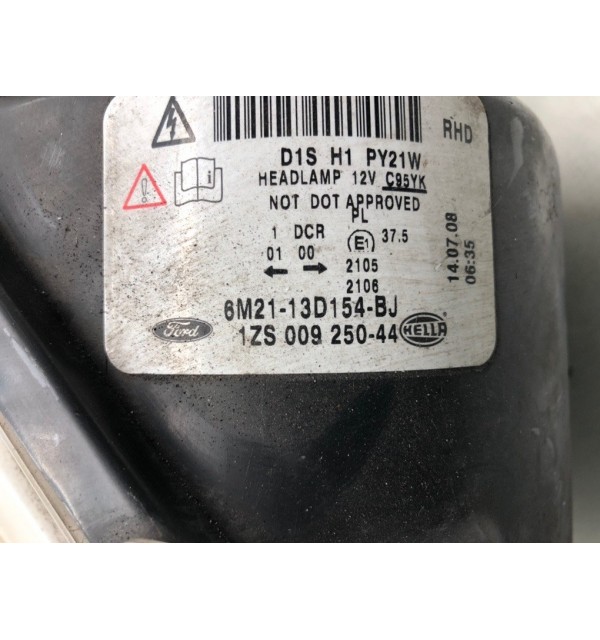 RHD
D1S H1 PY21W
HEADLAMP 12V C95YK
NOT DOT APPROVED
PL
1 DCR E1 37.5
01 00
2105
2106
14.07.08
06:35
6M21-13D154-BJ
Ford 1ZS 009 250-44 HELLA